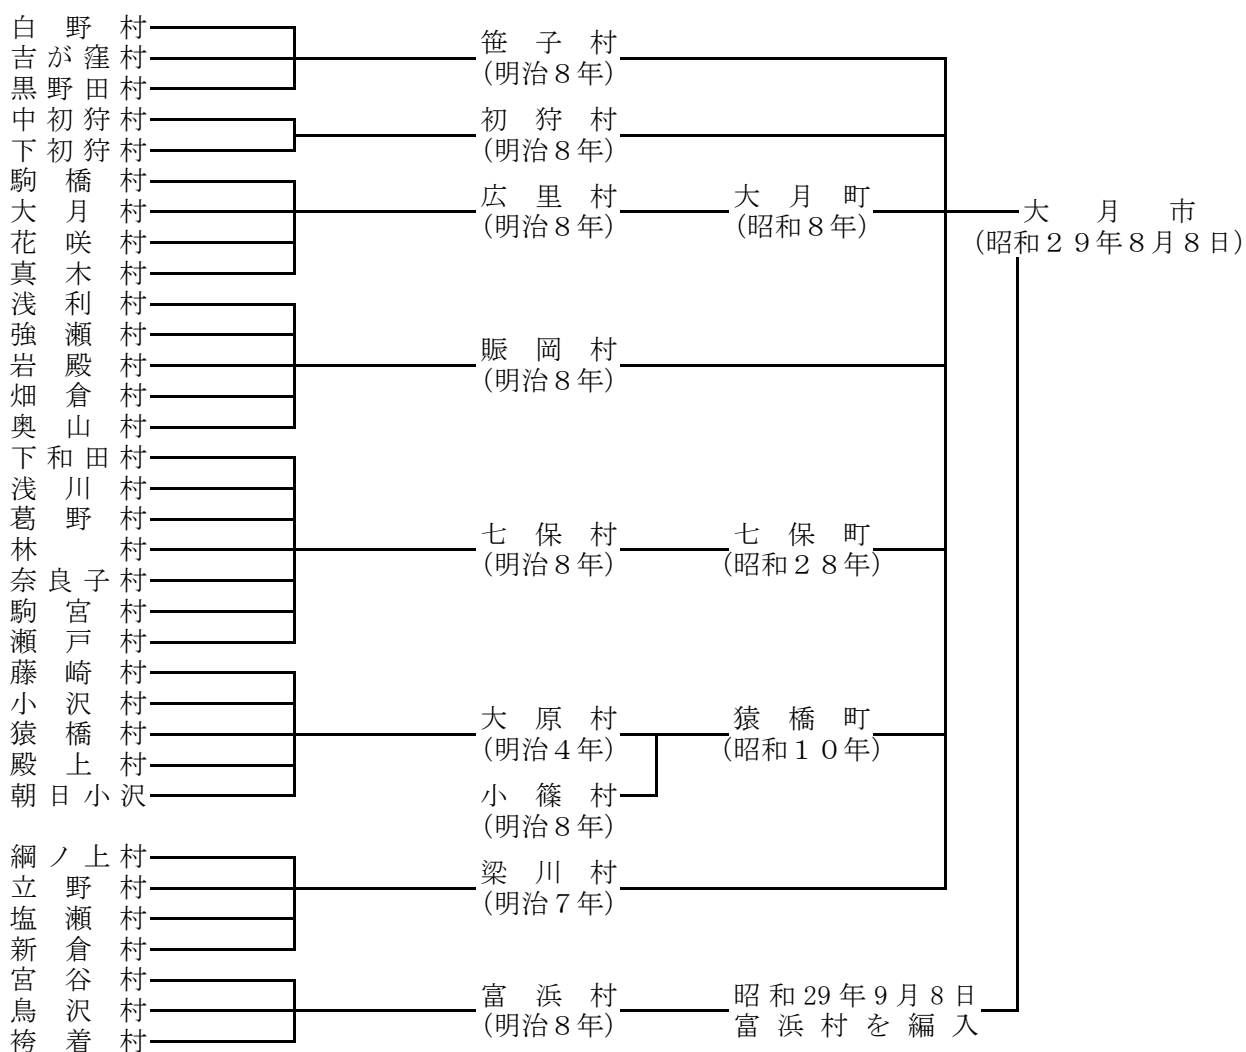 白野村
吉が窪村
黒野田村
笹子村
(明治8年)
中初狩村
下初狩村
初狩村
(明治8年)
駒橋村
大月村
花咲村
真木村
広里村
(明治8年)
大月町
(昭和8年)
大月市
(昭和29年8月8日)
浅利村
強瀬村
岩殿村
畑倉村
奥山村
賑岡村
(明治8年)
下和田村
浅川村
葛野村
林村
奈良子村
駒宮村
瀬戸村
七保村
(明治8年)
七保町
(昭和28年)
藤崎村
小沢村
猿橋村
殿上村
朝日小沢
大原村
(明治4年)
小篠村
(明治8年)
猿橋町
(昭和10年)
綱ノ上村
立野村
塩瀬村
新倉村
梁川村
(明治7年)
宮谷村
鳥沢村
袴着村
富浜村
(明治8年)
昭和29年9月8日
富浜村を編入